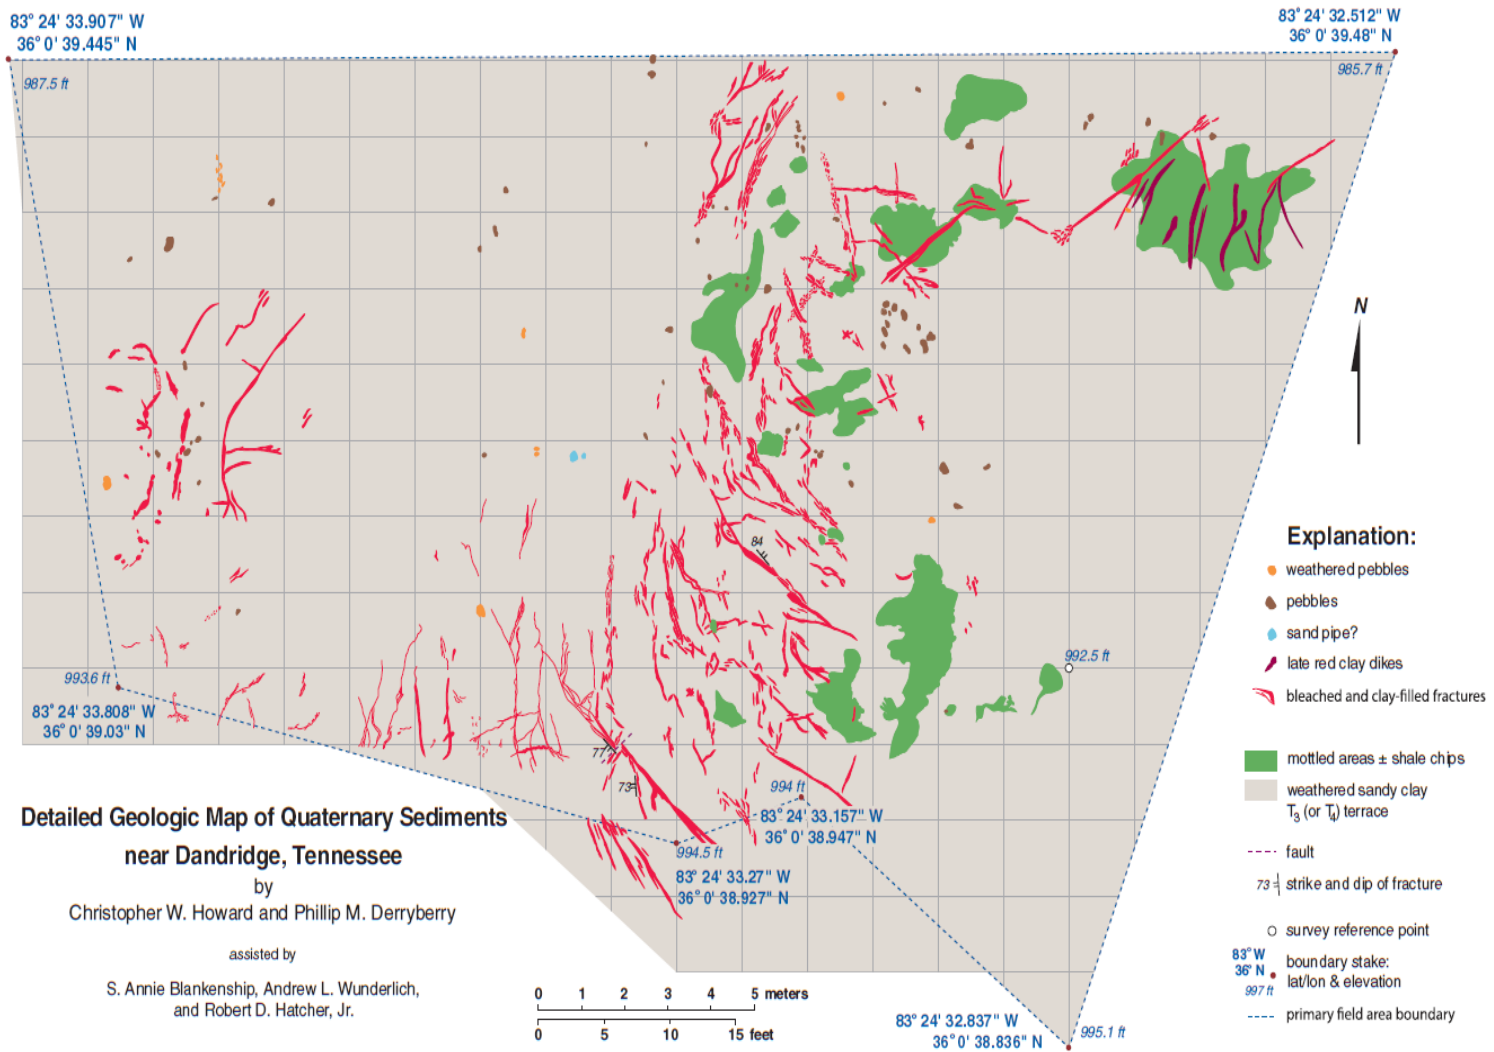 83° 24' 33.907" W
36° 0' 39.445" N
83° 24' 32.512" W
36° 0' 39.48" N
987.5 ft
985.7 ft
N
84
Explanation:
weathered pebbles
pebbles
sand pipe?
late red clay dikes
bleached and clay-filled fractures
mottled areas ± shale chips
weathered sandy clay
T3 (or T4) terrace
fault
73
strike and dip of fracture
survey reference point
83° W
36° N
997 ft
boundary stake:
lat/lon & elevation
primary field area boundary
992.5 ft
993.6 ft
83° 24' 33.808" W
36° 0' 39.03" N
77
73
994 ft
83° 24' 33.157" W
36° 0' 38.947" N
994.5 ft
83° 24' 33.27" W
36° 0' 38.927" N
Detailed Geologic Map of Quaternary Sediments
near Dandridge, Tennessee
by
Christopher W. Howard and Phillip M. Derryberry
assisted by
S. Annie Blankenship, Andrew L. Wunderlich,
and Robert D. Hatcher, Jr.
0 1 2 3 4 5 meters
0 5 10 15 feet
83° 24' 32.837" W
36° 0' 38.836" N
995.1 ft